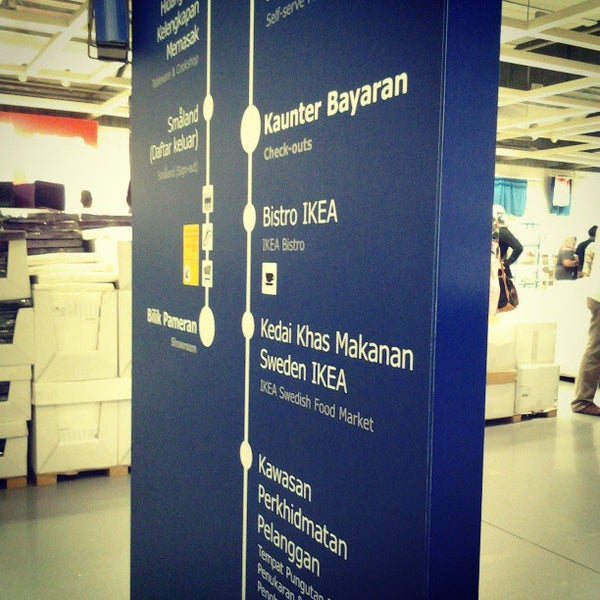 Hidang
Kelengkapan
Memasak
Tableware & Cookshop
Småland
(Daftar keluar)
Småland (Sign-out)
Bilik Pameran
Showroom
Self-serve
Kaunter Bayaran
Check-outs
Bistro IKEA
IKEA Bistro
Kedai Khas Makanan
Sweden IKEA
IKEA Swedish Food Market
Kawasan
Perkhidmatan
Pelanggan
Tempat Pungutan
Penukaran &